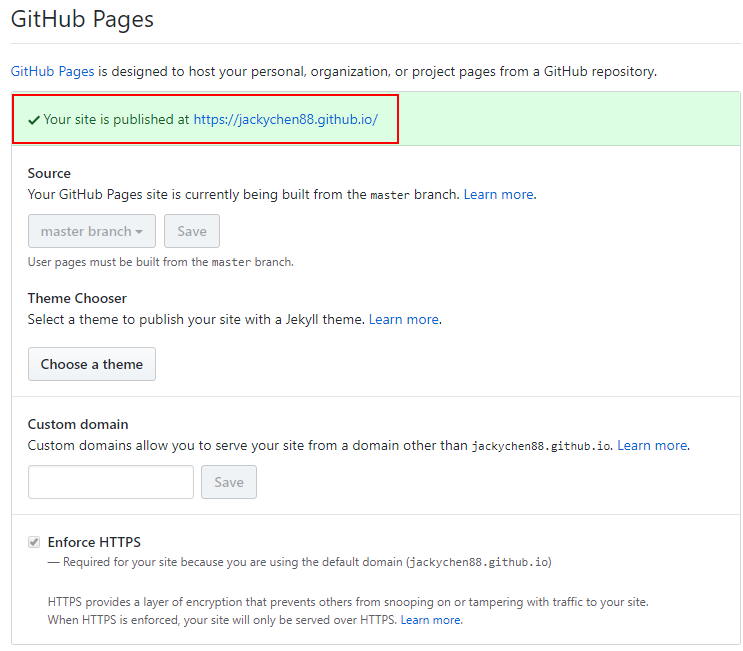 GitHub Pages
GitHub Pages is designed to host your personal, organization, or project pages from a GitHub repository.
Your site is published at https://jackychen88.github.io/
Source
Your GitHub Pages site is currently being built from the master branch. Learn more.
master branch Save
User pages must be built from the master branch.
Theme Chooser
Select a theme to publish your site with a Jekyll theme. Learn more.
Choose a theme
Custom domain
Custom domains allow you to serve your site from a domain other than jackychen88.github.io. Learn more.
Save
Enforce HTTPS
— Required for your site because you are using the default domain (jackychen88.github.io)
HTTPS provides a layer of encryption that prevents others from snooping on or tampering with traffic to your site.
When HTTPS is enforced, your site will only be served over HTTPS. Learn more.